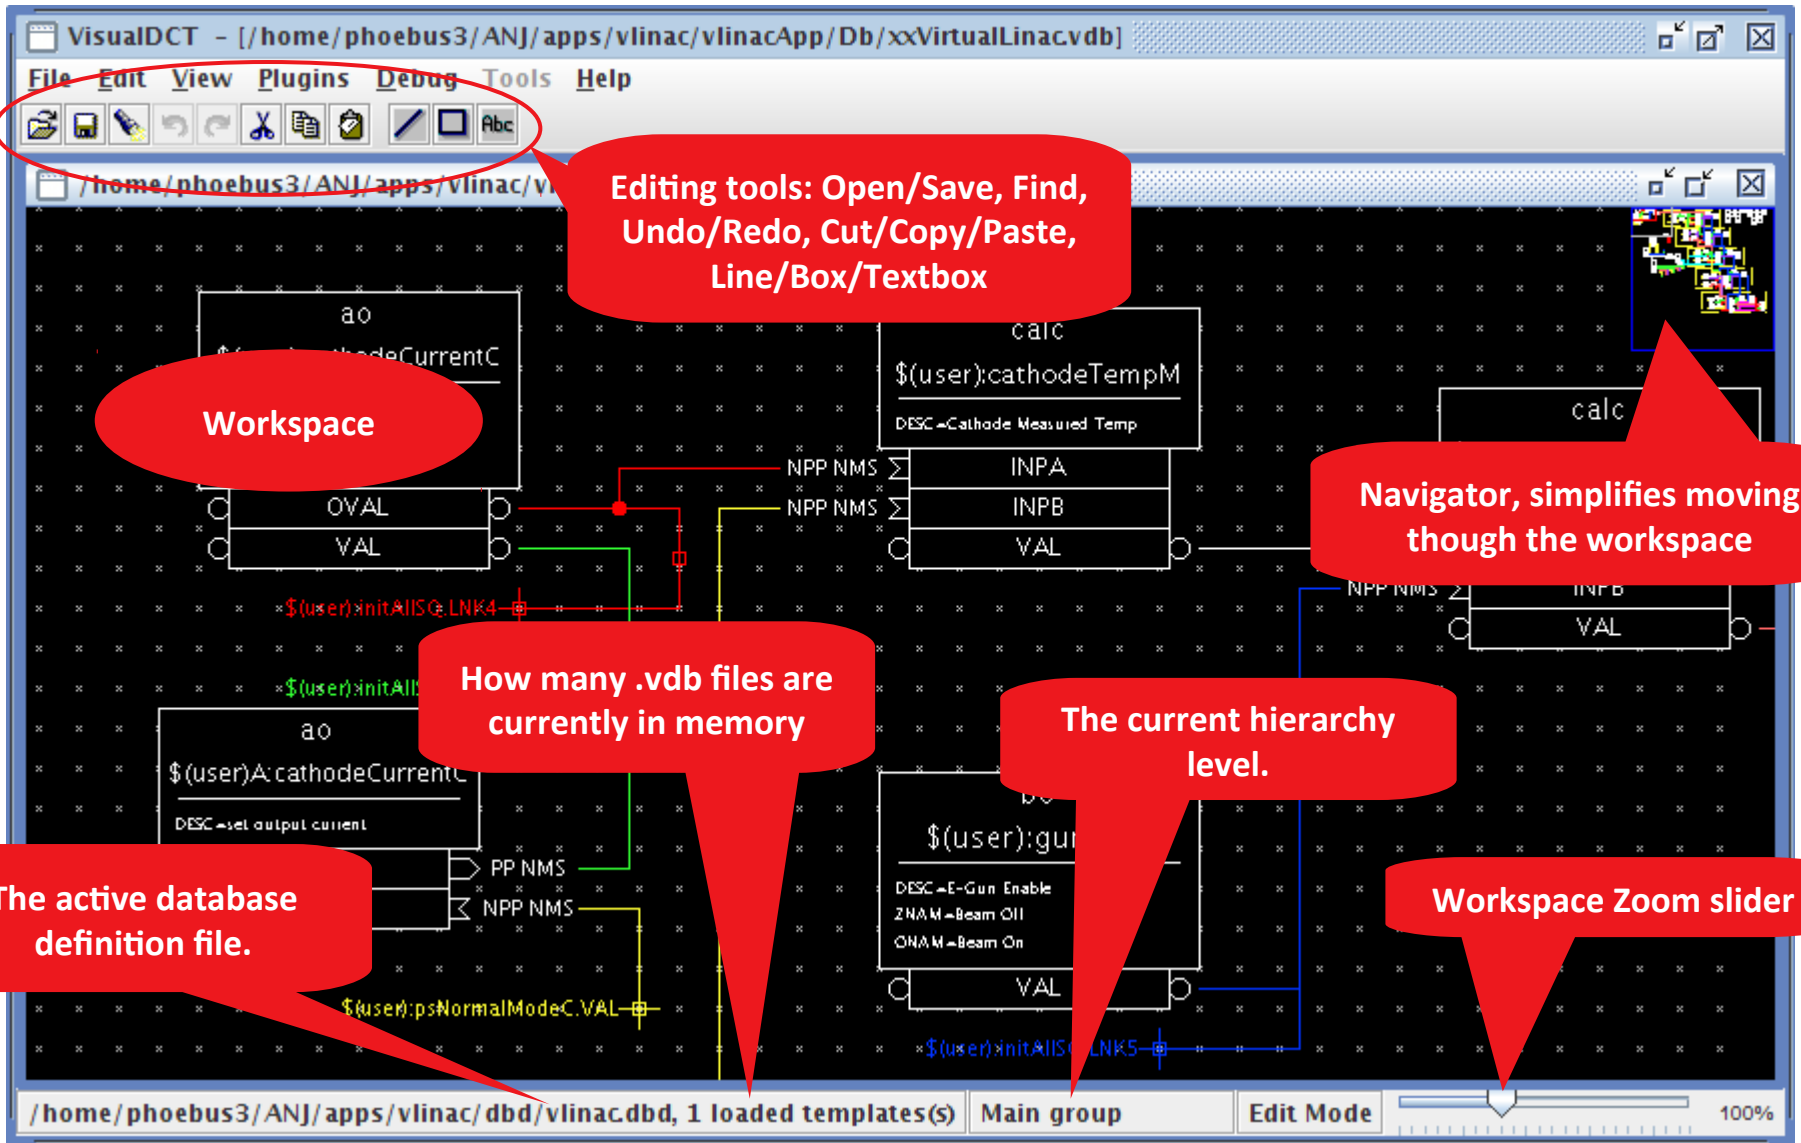 VisualDCT - [/home/phoebus3/ANJ/apps/vlinac/vlinacApp/Db/xxVirtualLinac.vdb]
File Edit View Plugins Debug Tools Help
Abc
/home/phoebus3/ANJ/apps/vlinac/
Editing tools: Open/Save, Find,
Undo/Redo, Cut/Copy/Paste,
Line/Box/Textbox
ao
Workspace
OVAL
VAL
calc
$(user):cathodeTempM
DESC=Cathode Measured Temp
NPP NMS INPA
NPP NMS INPB
VAL
calc
Navigator, simplifies moving
though the workspace
NPP NMS INPB
VAL
$(user):initAllSQ.LNK4
How many .vdb files are
currently in memory
The current hierarchy
level.
ao
$(user)A:cathodeCurrentC
DESC=set output current
PP NMS
NPP NMS
The active database
definition file.
$(user):psNormalModeC.VAL
DESC=E-Gun Enable
ZNAM=Beam Off
ONAM=Beam On
VAL
Workspace Zoom slider
/home/phoebus3/ANJ/apps/vlinac/dbd/vlinac.dbd, 1 loaded templates(s) Main group Edit Mode 100%